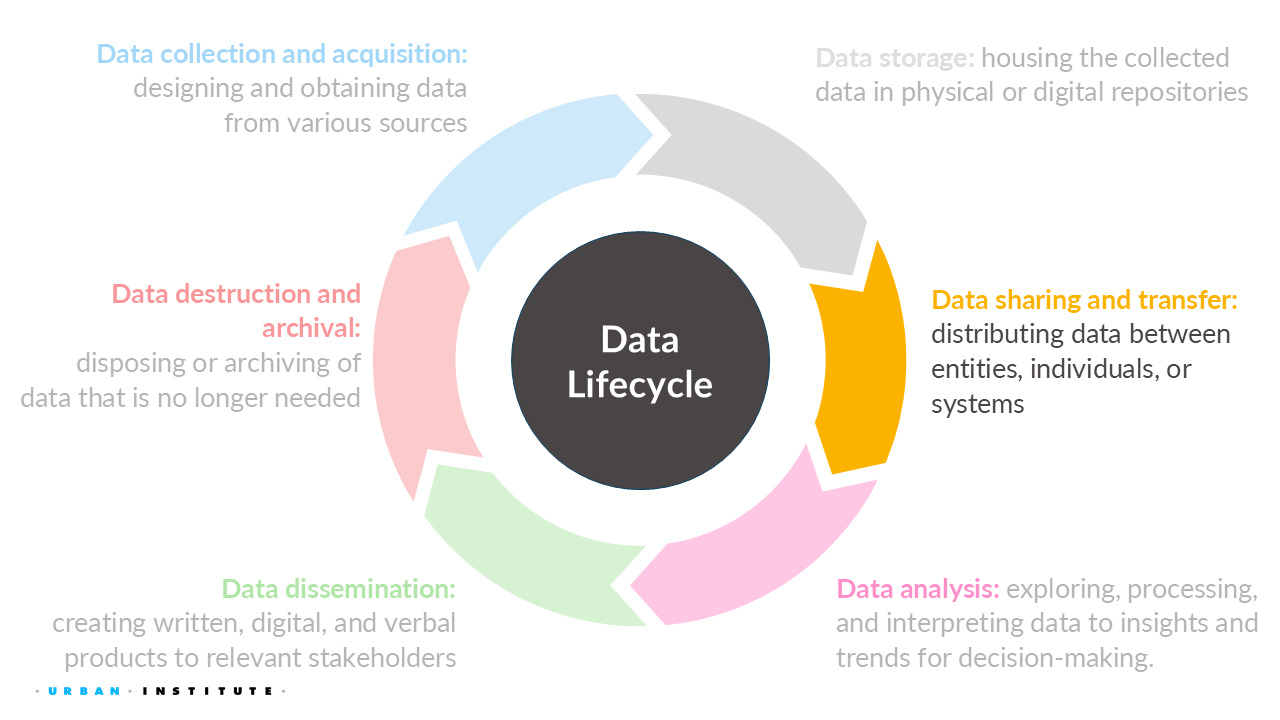 Data collection and acquisition:
designing and obtaining data
from various sources
Data storage: housing the collected
data in physical or digital repositories
Data sharing and transfer:
distributing data between
entities, individuals, or
systems
Data analysis: exploring, processing,
and interpreting data to insights and
trends for decision-making.
Data dissemination:
creating written, digital, and verbal
products to relevant stakeholders
Data destruction and
archival:
disposing or archiving of
data that is no longer needed
Data
Lifecycle
· URBAN · INSTITUTE ·